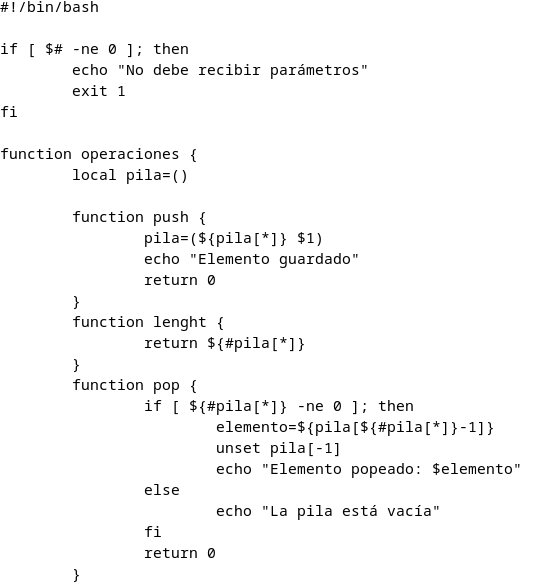 #!/bin/bash

if [ $# -ne 0 ]; then
        echo "No debe recibir parámetros"
        exit 1
fi

function operaciones {
        local pila=()

        function push {
                pila=(${pila[*]} $1)
                echo "Elemento guardado"
                return 0
        }
        function lenght {
                return ${#pila[*]}
        }
        function pop {
                if [ ${#pila[*]} -ne 0 ]; then
                        elemento=${pila[${#pila[*]}-1]}
                        unset pila[-1]
                        echo "Elemento popeado: $elemento"
                else
                        echo "La pila está vacía"
                fi
                return 0
        }